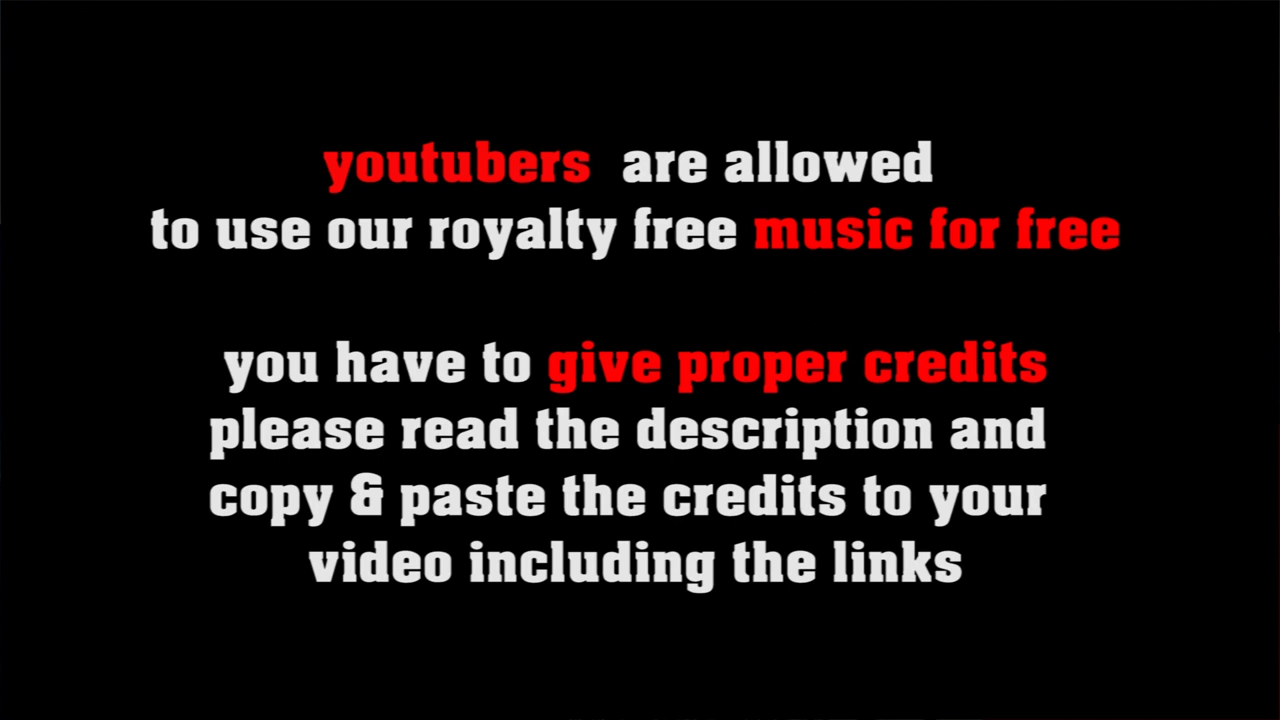 youtubers are allowed
to use our royalty free music for free
you have to give proper credits
please read the description and
copy & paste the credits to your
video including the links